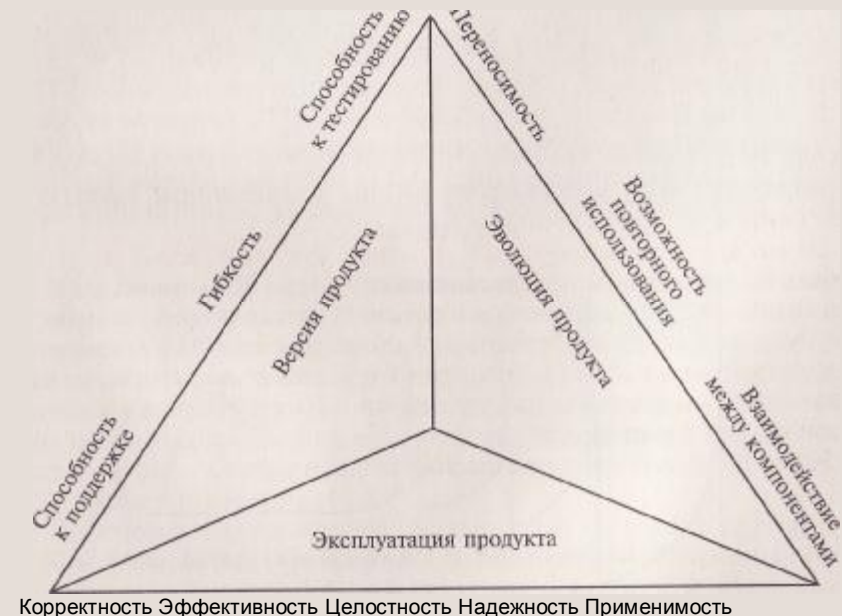 Способность
к тестированию
Переносимость
Гибкость
Версия продукта
Эволюция продукта
Возможность
повторного
использования
Способность
к поддержке
Взаимодействие
между компонентами
Эксплуатация продукта
Корректность Эффективность Целостность Надежность Применимость